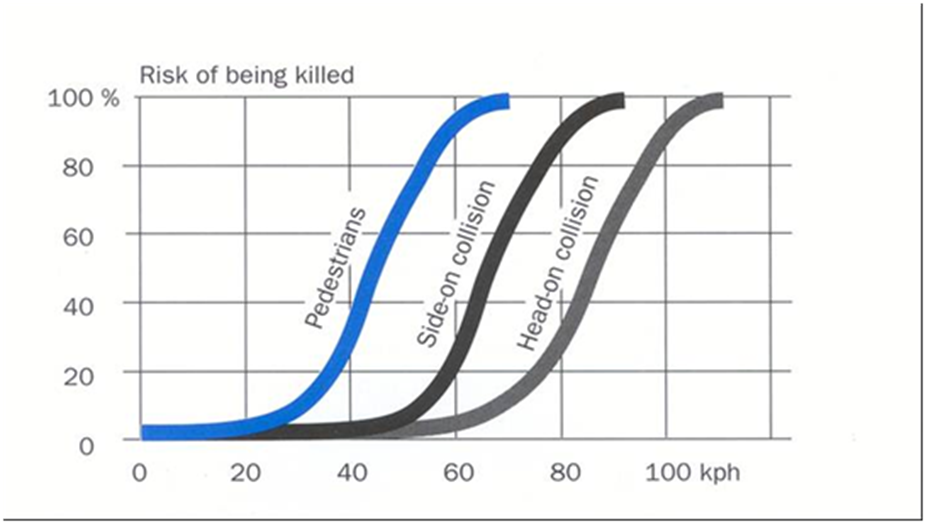 Risk of being killed
100 %
80
60
40
20
0
Pedestrians
Side-on collision
Head-on collision
0 20 40 60 80 100 kph